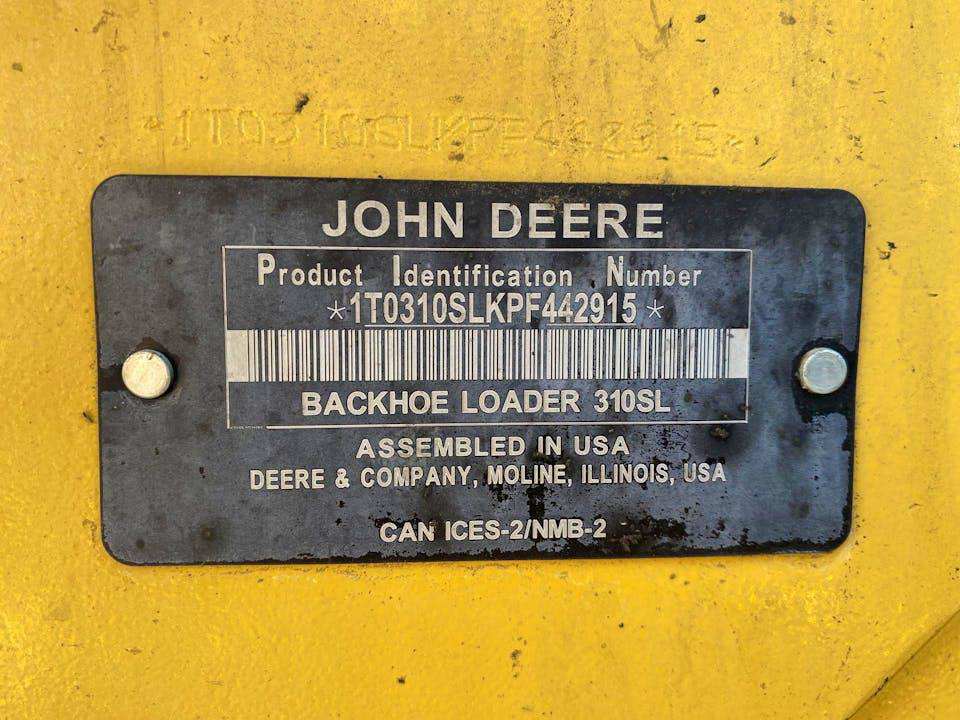 *1T0310SLKPF442915*
JOHN DEERE
Product Identification Number
*1T0310SLKPF442915*
BACKHOE LOADER 310SL
ASSEMBLED IN USA
DEERE & COMPANY, MOLINE, ILLINOIS, USA
CAN ICES-2/NMB-2